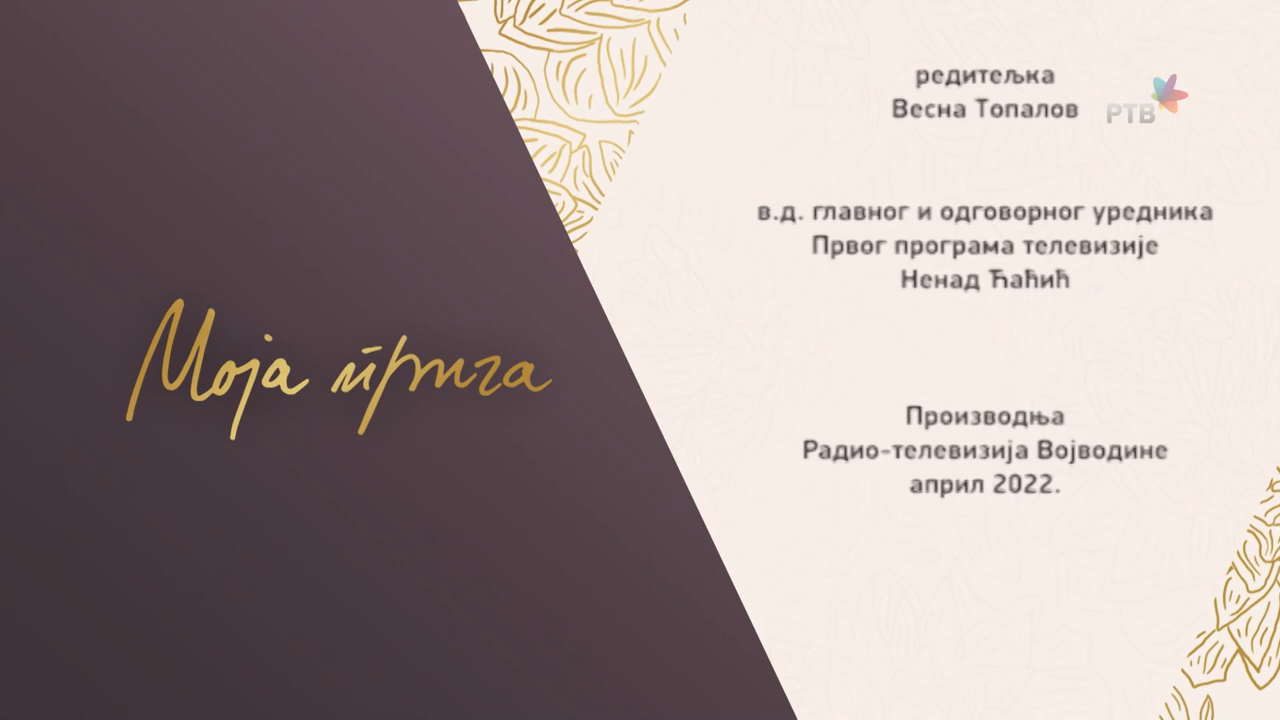 Моја прича
редитељка
Весна Топалов
РТВ
в.д. главног и одговорног уредника
Првог програма телевизије
Ненад Ћаћић
Производња
Радио-телевизија Војводине
април 2022.